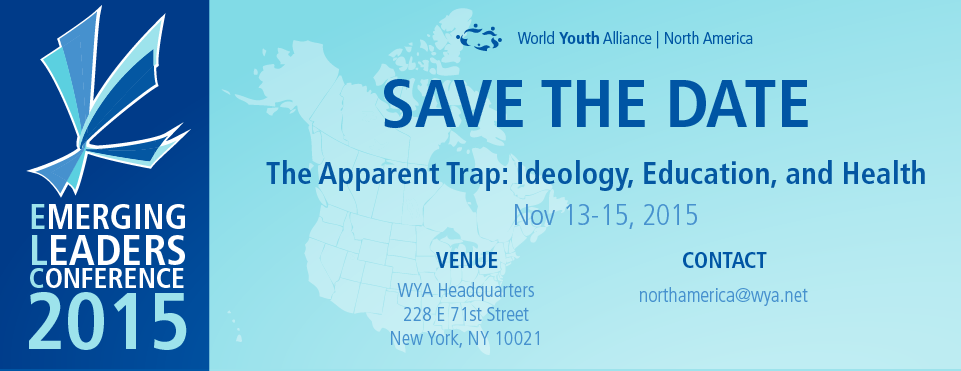 EMERGING
LEADERS
CONFERENCE
2015
World Youth Alliance | North America
SAVE THE DATE
The Apparent Trap: Ideology, Education, and Health
Nov 13-15, 2015
VENUE
WYA Headquarters
228 E 71st Street
New York, NY 10021
CONTACT
northamerica@wya.net